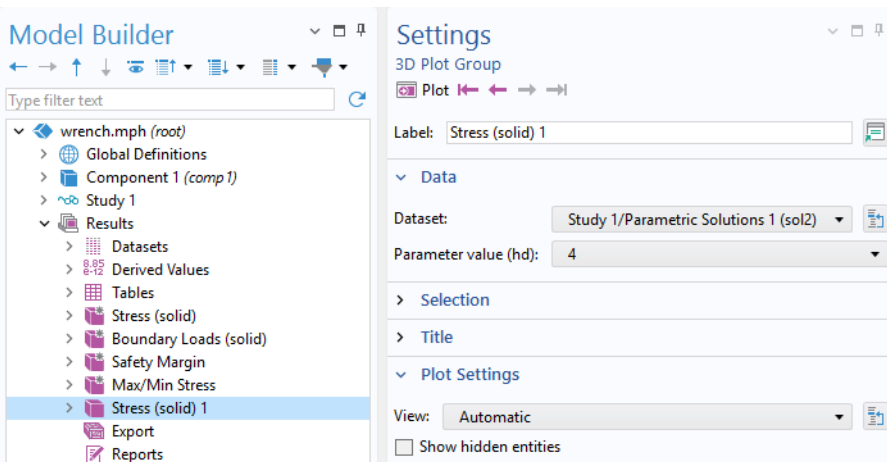 Model Builder
Type filter text
wrench.mph (root)
Global Definitions
Component 1 (comp1)
Study 1
Results
Datasets
8.85
e-12
Derived Values
Tables
Stress (solid)
Boundary Loads (solid)
Safety Margin
Max/Min Stress
Stress (solid) 1
Export
Reports
Settings
3D Plot Group
Plot
Label: Stress (solid) 1
Data
Dataset: Study 1/Parametric Solutions 1 (sol2)
Parameter value (hd): 4
Selection
Title
Plot Settings
View: Automatic
Show hidden entities